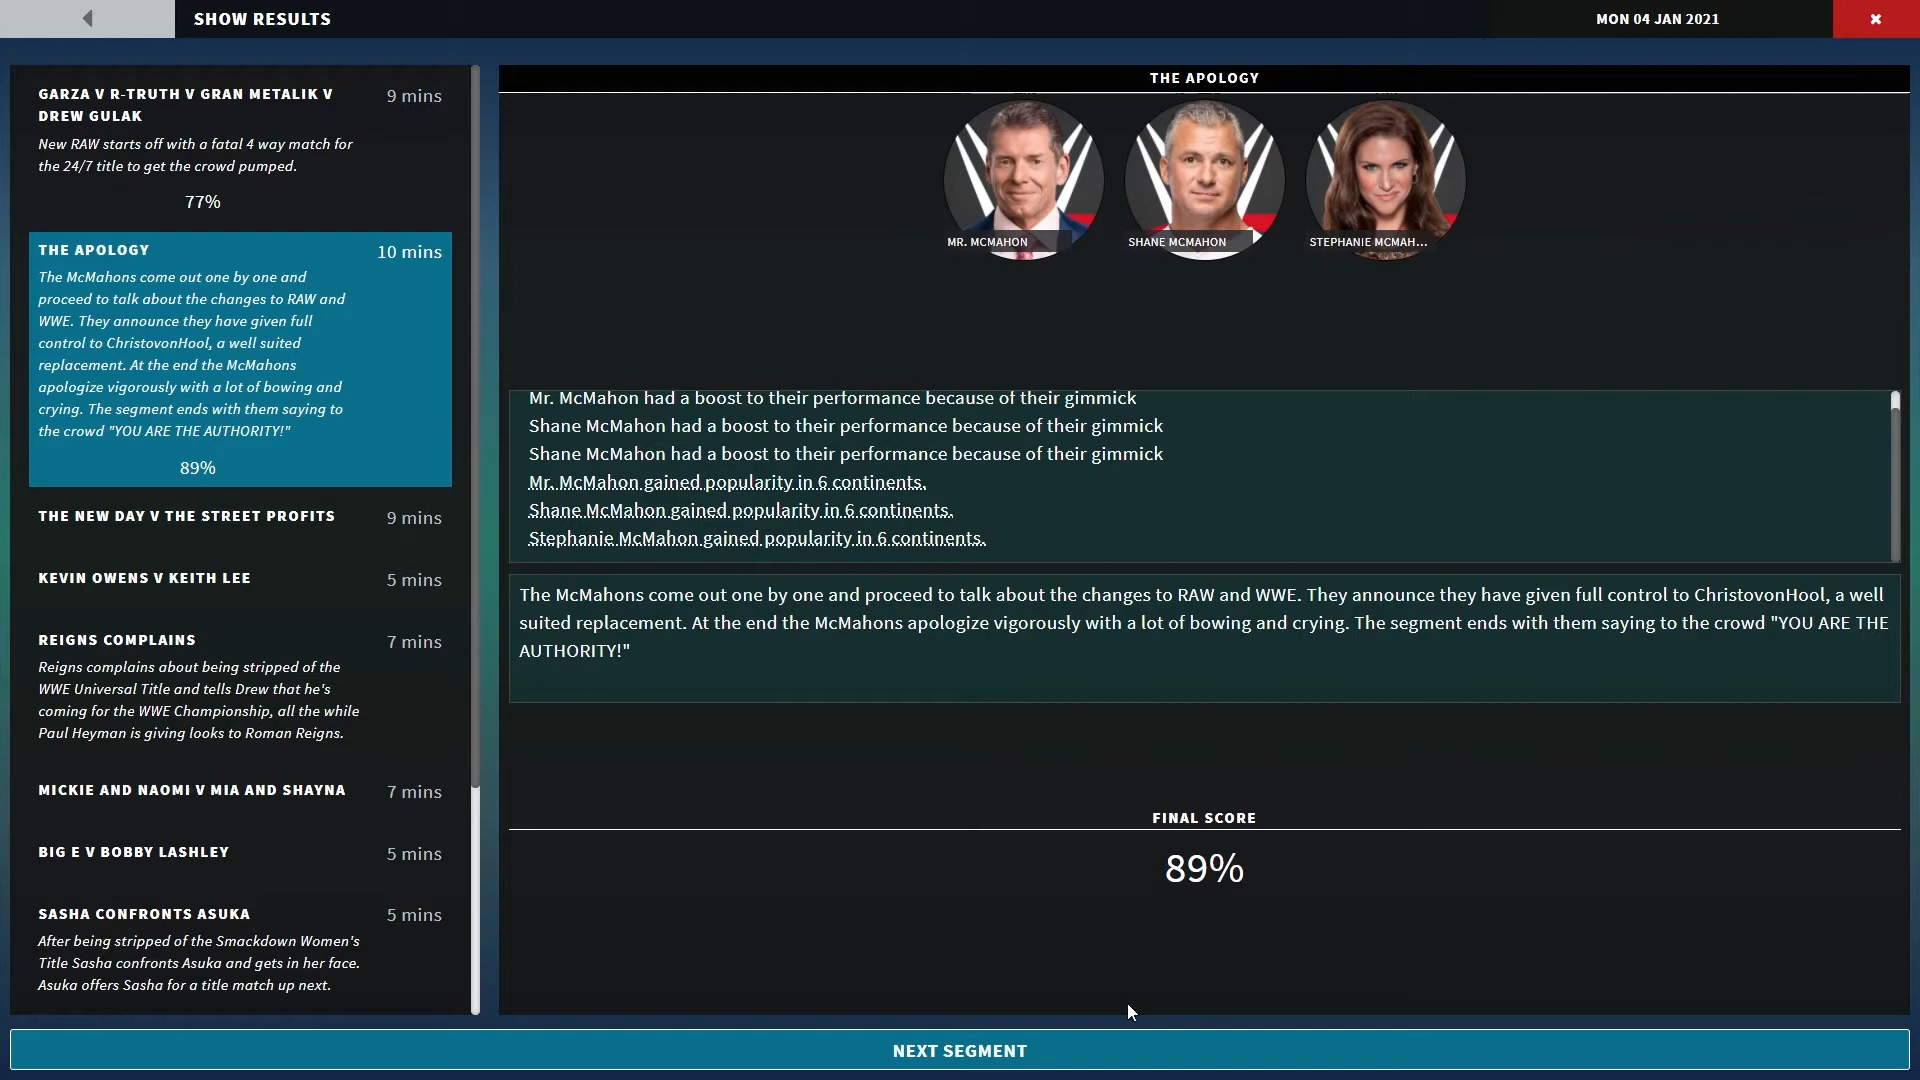 SHOW RESULTS
MON 04 JAN 2021
GARZA V R-TRUTH V GRAN METALIK V
DREW GULAK
9 mins
New RAW starts off with a fatal 4 way match for
the 24/7 title to get the crowd pumped.
77%
THE APOLOGY
10 mins
The McMahons come out one by one and
proceed to talk about the changes to RAW and
WWE. They announce they have given full
control to ChristovonHool, a well suited
replacement. At the end the McMahons
apologize vigorously with a lot of bowing and
crying. The segment ends with them saying to
the crowd "YOU ARE THE AUTHORITY!"
89%
THE NEW DAY V THE STREET PROFITS
9 mins
KEVIN OWENS V KEITH LEE
5 mins
REIGNS COMPLAINS
7 mins
Reigns complains about being stripped of the
WWE Universal Title and tells Drew that he's
coming for the WWE Championship, all the while
Paul Heyman is giving looks to Roman Reigns.
MICKIE AND NAOMI V MIA AND SHAYNA
7 mins
BIG E V BOBBY LASHLEY
5 mins
SASHA CONFRONTS ASUKA
5 mins
After being stripped of the Smackdown Women's
Title Sasha confronts Asuka and gets in her face.
Asuka offers Sasha for a title match up next.
THE APOLOGY
MR. MCMAHON
SHANE MCMAHON
STEPHANIE MCMAH...
Mr. McMahon had a boost to their performance because of their gimmick
Shane McMahon had a boost to their performance because of their gimmick
Shane McMahon had a boost to their performance because of their gimmick
Mr. McMahon gained popularity in 6 continents.
Shane McMahon gained popularity in 6 continents.
Stephanie McMahon gained popularity in 6 continents.
The McMahons come out one by one and proceed to talk about the changes to RAW and WWE. They announce they have given full control to ChristovonHool, a well
suited replacement. At the end the McMahons apologize vigorously with a lot of bowing and crying. The segment ends with them saying to the crowd "YOU ARE THE
AUTHORITY!"
FINAL SCORE
89%
NEXT SEGMENT